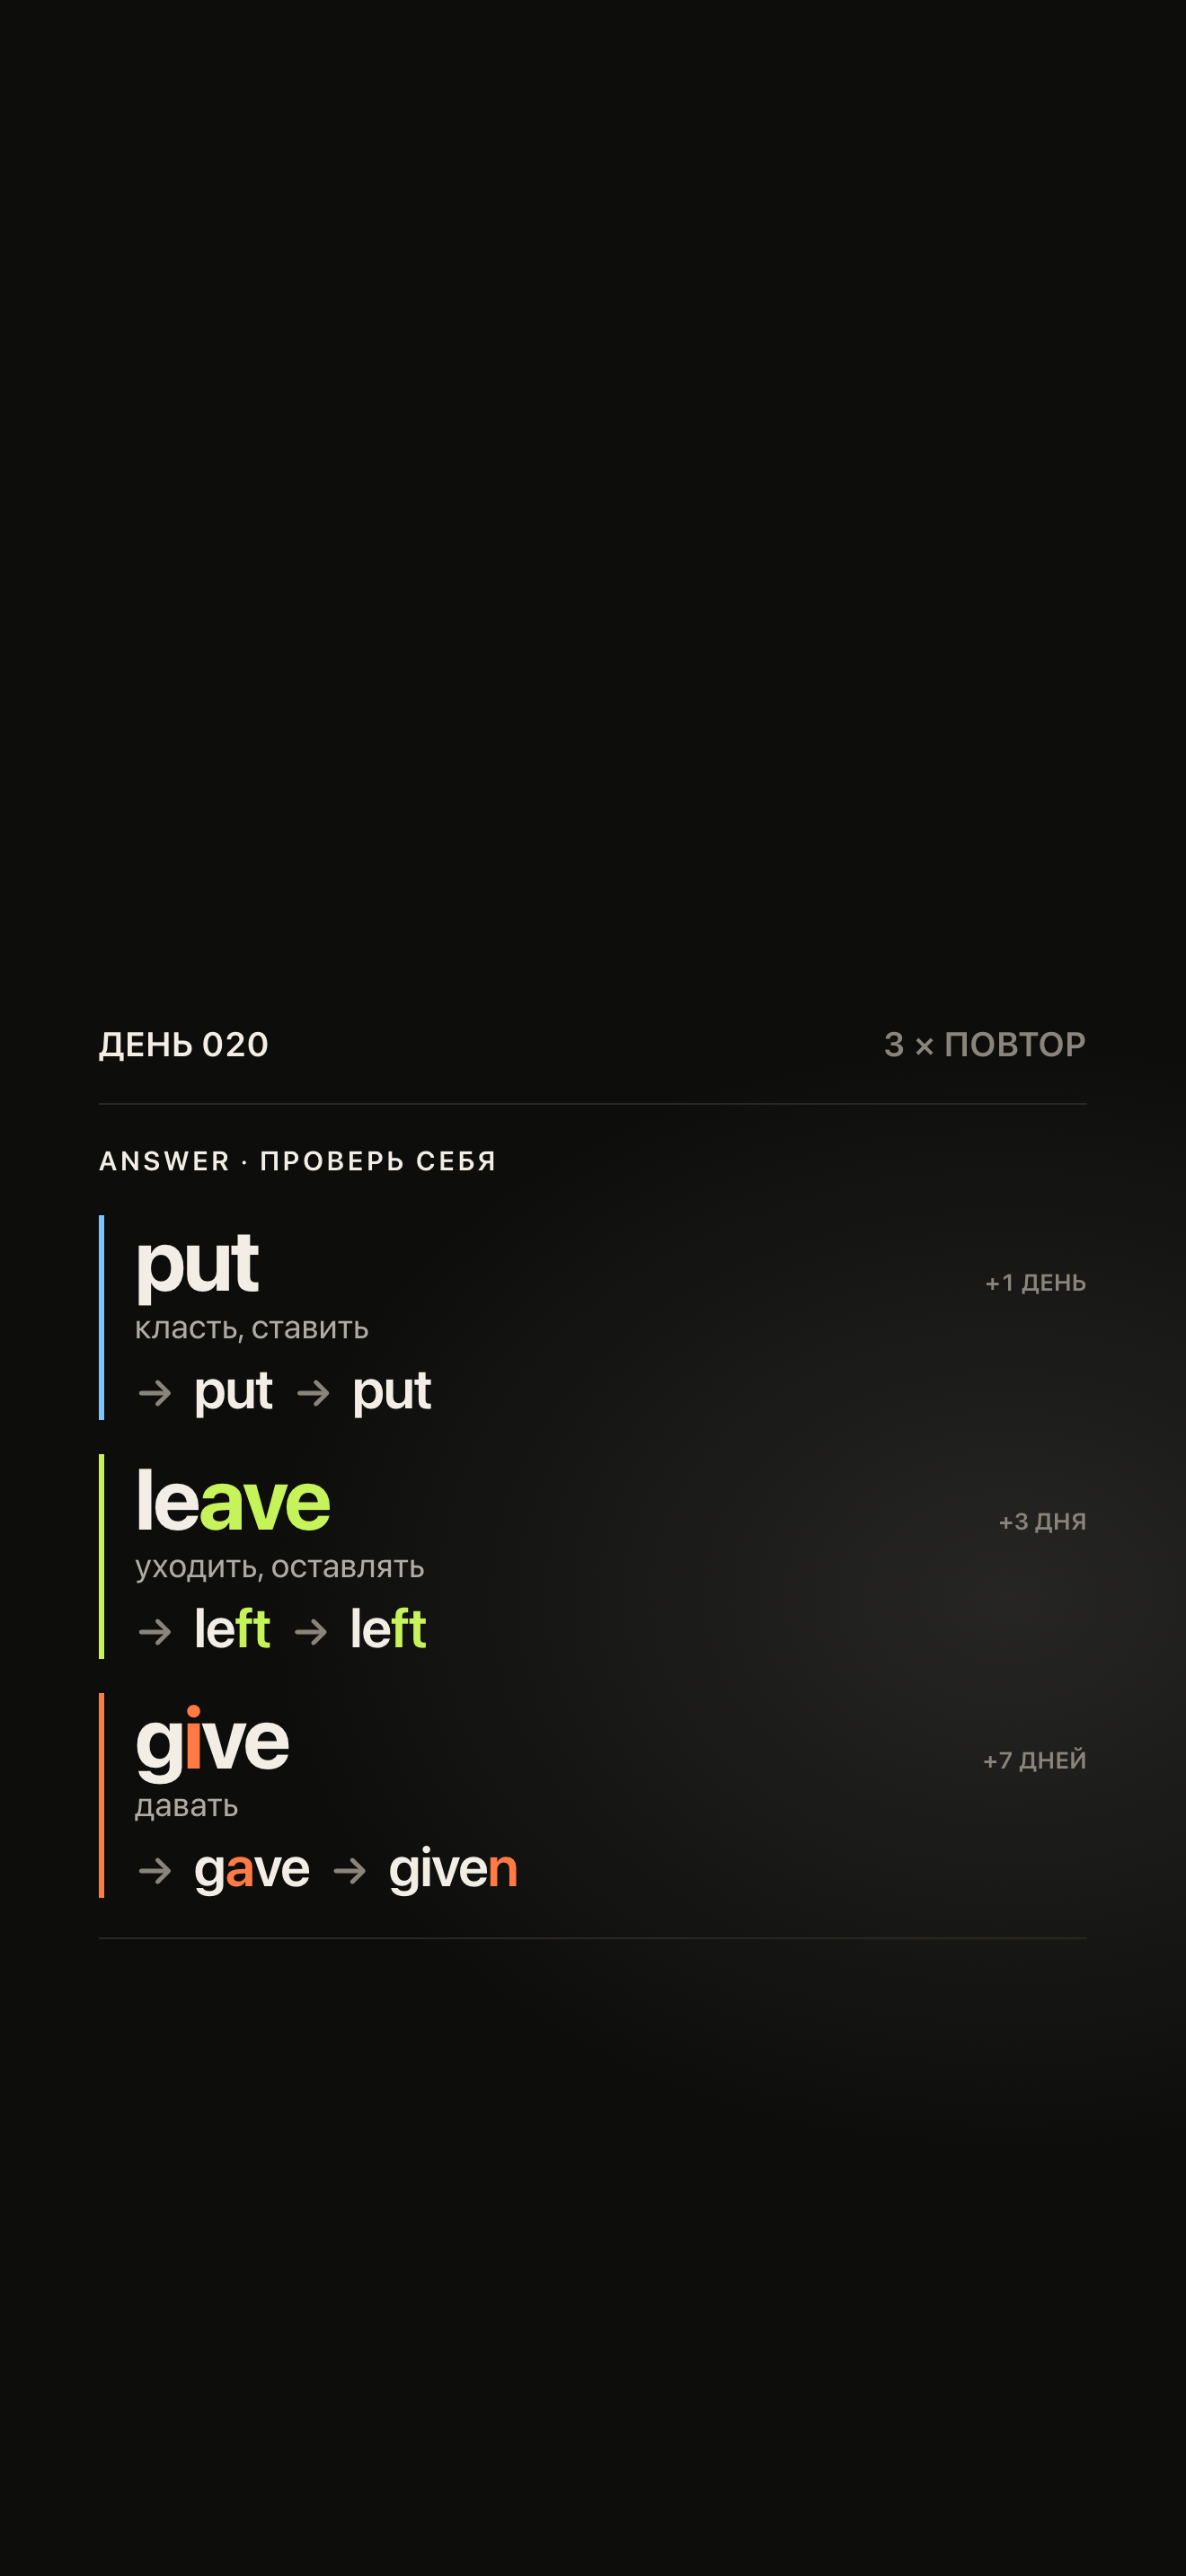 ДЕНЬ 020
3 × ПОВТОР
ANSWER · ПРОВЕРЬ СЕБЯ
put
+1 ДЕНЬ
класть, ставить
→ put → put
leave
+3 ДНЯ
уходить, оставлять
→ left → left
give
+7 ДНЕЙ
давать
→ gave → given